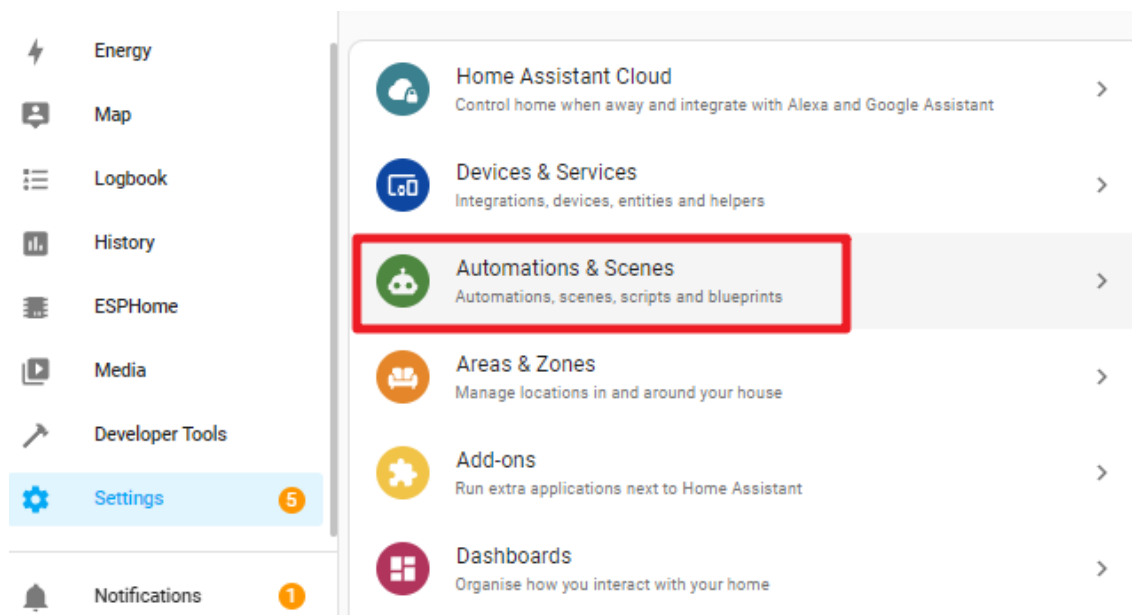 Energy
Map
Logbook
History
ESPHome
Media
Developer Tools
Settings
5
Notifications
1
Home Assistant Cloud
Control home when away and integrate with Alexa and Google Assistant
Devices & Services
Integrations, devices, entities and helpers
Automations & Scenes
Automations, scenes, scripts and blueprints
Areas & Zones
Manage locations in and around your house
Add-ons
Run extra applications next to Home Assistant
Dashboards
Organise how you interact with your home